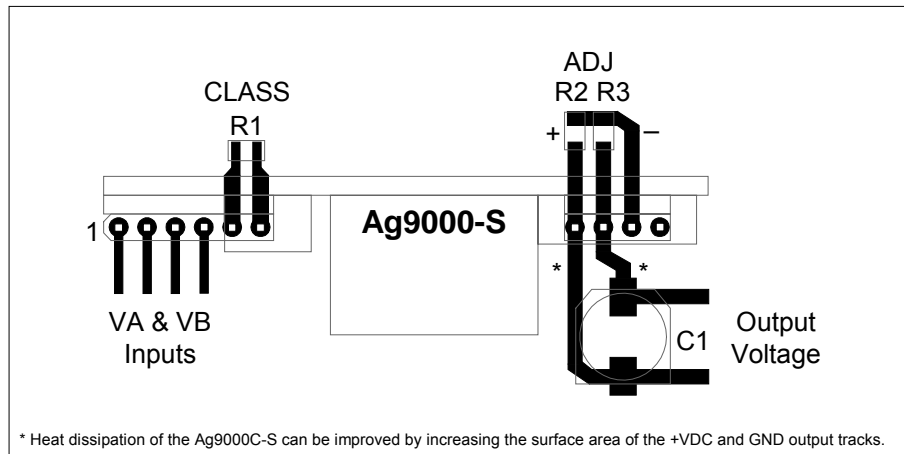 ADJ
CLASS
R2 R3
R1
+
–
Ag9000-S
1
*
*
VA & VB
Inputs
C1
Output
Voltage
* Heat dissipation of the Ag9000C-S can be improved by increasing the surface area of the +VDC and GND output tracks.